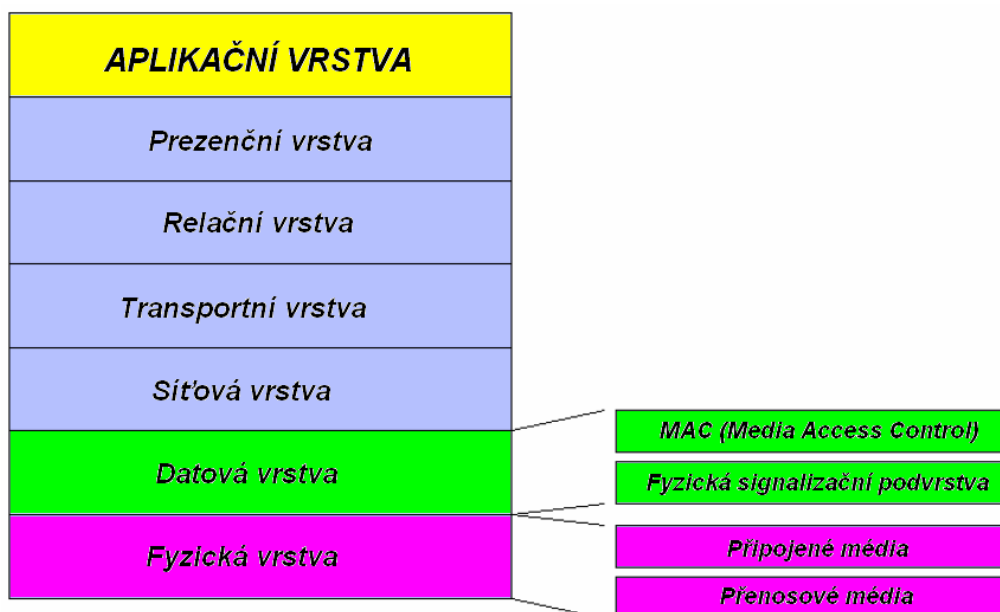 APLIKAČNÍ VRSTVA
Prezenční vrstva
Relační vrstva
Transportní vrstva
Síťová vrstva
Datová vrstva
Fyzická vrstva
MAC (Media Access Control)
Fyzická signalizační podvrstva
Připojené média
Přenosové média